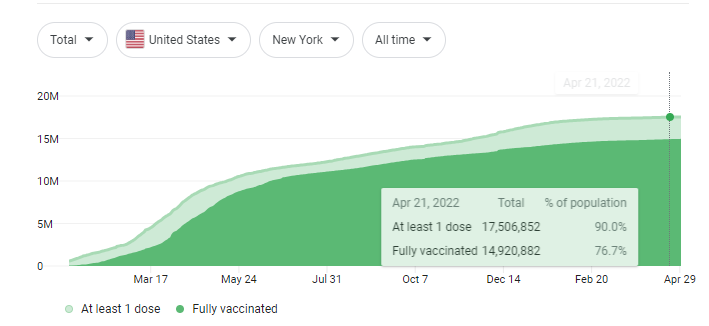 Total United States New York All time
Apr 21, 2022
20M
15M
10M
5M
0
Apr 21, 2022 Total % of population
At least 1 dose 17,506,852 90.0%
Fully vaccinated 14,920,882 76.7%
Mar 17 May 24 Jul 31 Oct 7 Dec 14 Feb 20 Apr 29
At least 1 dose Fully vaccinated